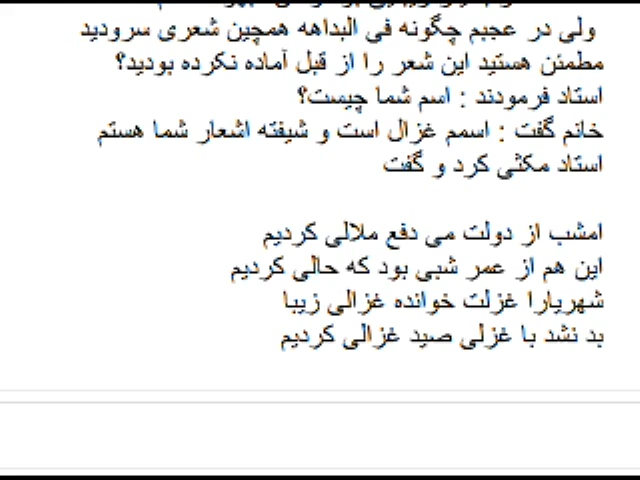 ولی در عجبم چگونه فی البداهه همچین شعری سرودید
مطمئن هستید این شعر را از قبل آماده نکرده بودید؟
استاد فرمودند : اسم شما چیست؟
خانم گفت : اسمم غزال است و شیفته اشعار شما هستم
استاد مکثی کرد و گفت
امشب از دولت می دفع ملالی کردیم
این هم از عمر شبی بود که حالی کردیم
شهریارا غزلت خوانده غزالی زیبا
بد نشد با غزلی صید غزالی کردیم